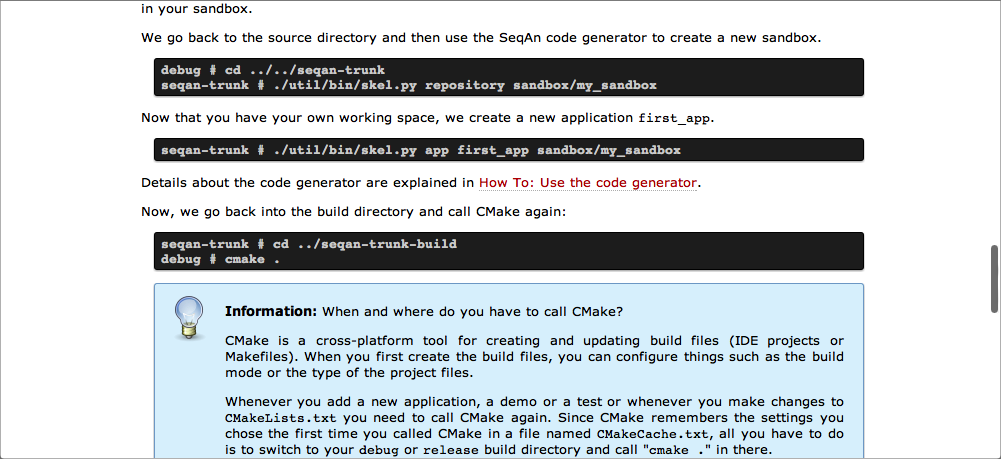 in your sandbox.
We go back to the source directory and then use the SeqAn code generator to create a new sandbox.
debug # cd ../../seqan-trunk
seqan-trunk # ./util/bin/skel.py repository sandbox/my_sandbox
Now that you have your own working space, we create a new application first_app.
seqan-trunk # ./util/bin/skel.py app first_app sandbox/my_sandbox
Details about the code generator are explained in How To: Use the code generator.
Now, we go back into the build directory and call CMake again:
seqan-trunk # cd ../seqan-trunk-build
debug # cmake .
Information: When and where do you have to call CMake?
CMake is a cross-platform tool for creating and updating build files (IDE projects or
Makefiles). When you first create the build files, you can configure things such as the build
mode or the type of the project files.
Whenever you add a new application, a demo or a test or whenever you make changes to
CMakeLists.txt you need to call CMake again. Since CMake remembers the settings you
chose the first time you called CMake in a file named CMakeCache.txt, all you have to do
is to switch to your debug or release build directory and call "cmake ." in there.